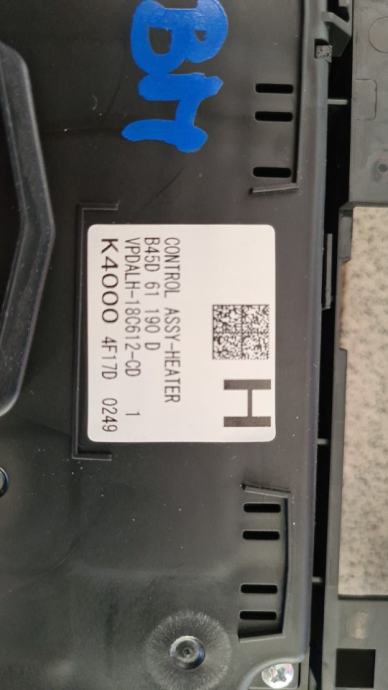 CONTROL ASSY-HEATER
B45D 61 190 D
VPDALH-18C612-CD 1
K4000 4F17D 0249
H